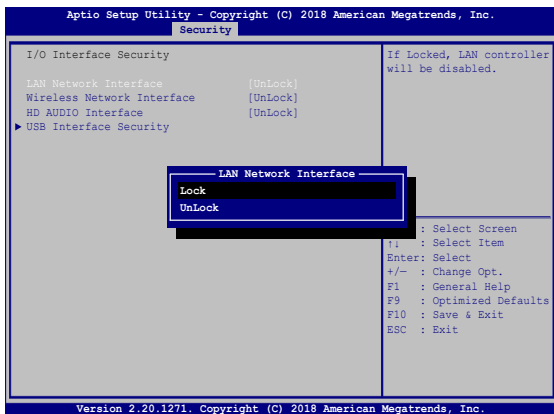 Aptio Setup Utility - Copyright (C) 2018 American Megatrends, Inc.
Security
I/O Interface Security
LAN Network Interface [UnLock]
Wireless Network Interface [UnLock]
HD AUDIO Interface [UnLock]
USB Interface Security
If Locked, LAN controller
will be disabled.
LAN Network Interface
Lock
UnLock
: Select Screen
↑↓ : Select Item
Enter: Select
+/— : Change Opt.
F1 : General Help
F9 : Optimized Defaults
F10 : Save & Exit
ESC : Exit
Version 2.20.1271. Copyright (C) 2018 American Megatrends, Inc.